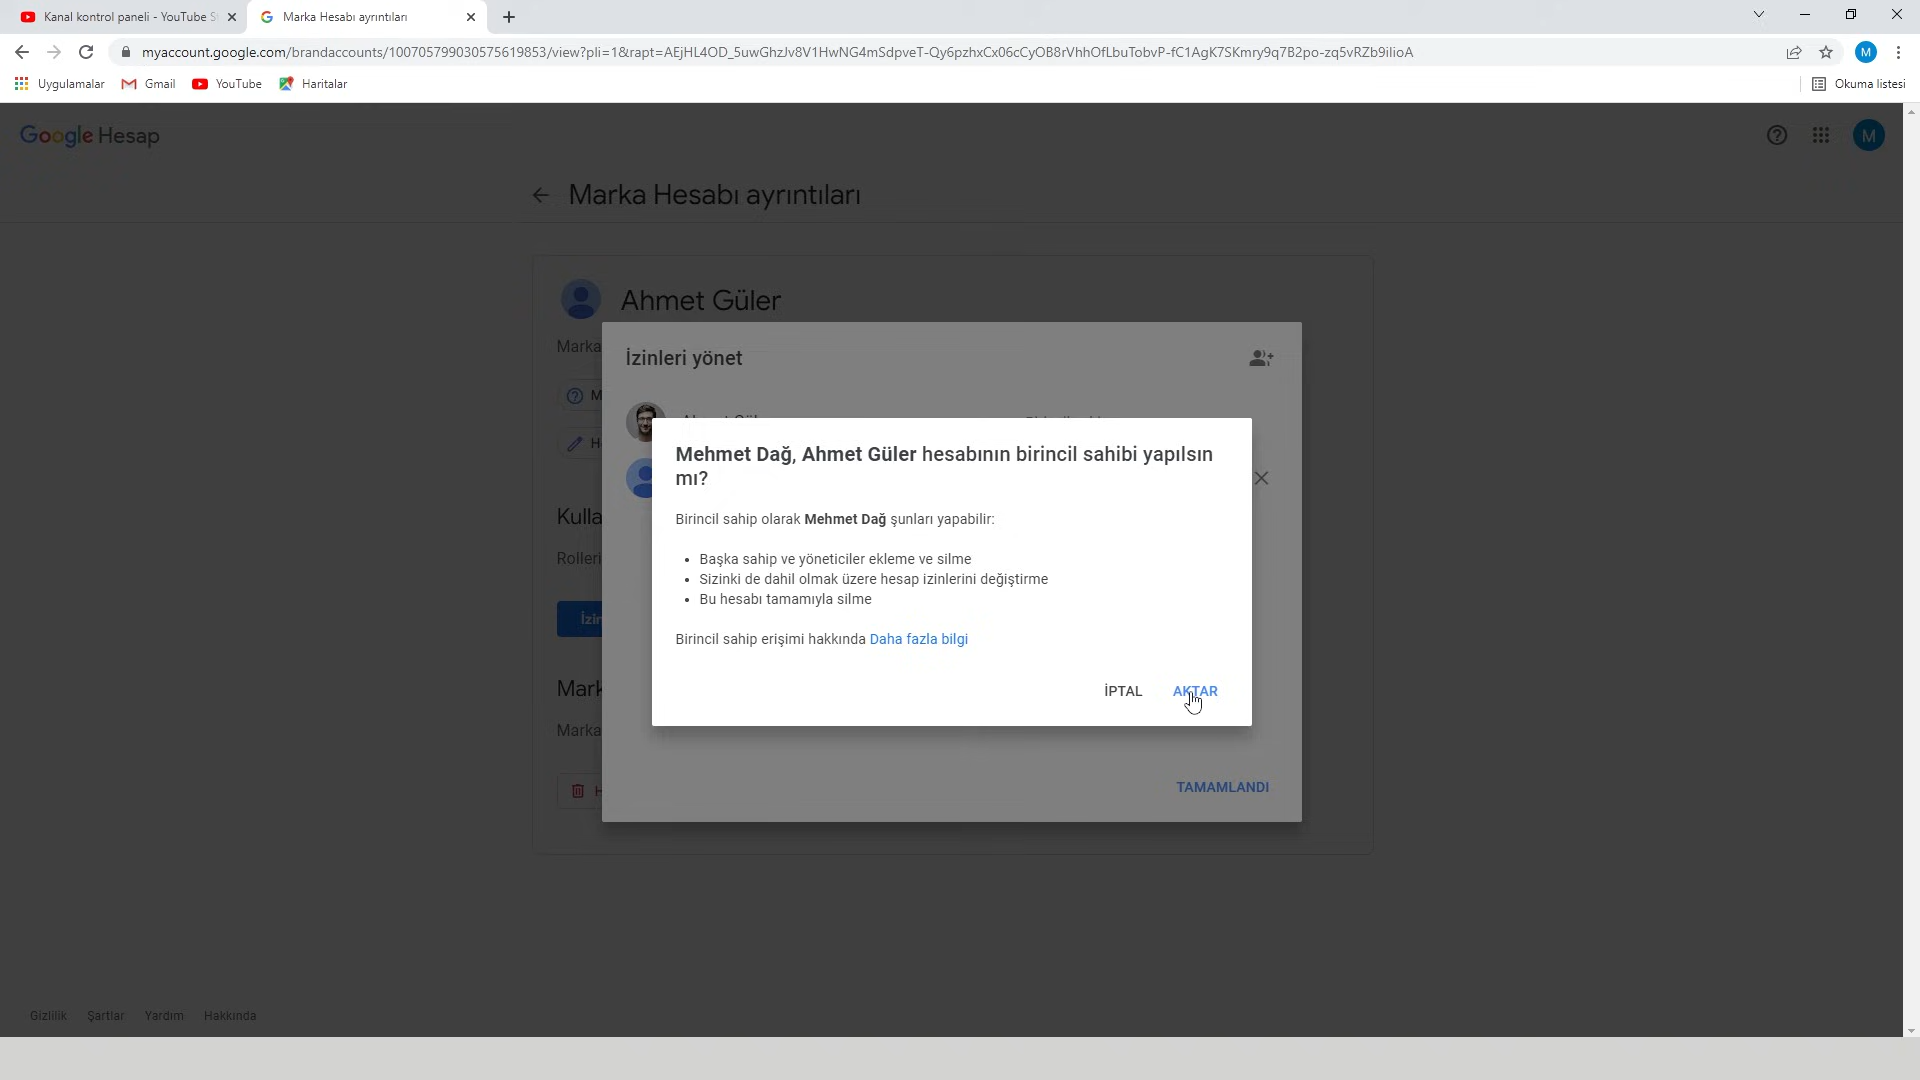 Kanal kontrol paneli - YouTube S
Marka Hesabı ayrıntıları
myaccount.google.com/brandaccounts/100705799030575619853/view?pli=1&rapt=AEjHL4OD_5uwGhzJv8V1HwNG4mSdpveT-Qy6pzhxCx06cCyOB8rVhhOfLbuTobvP-fC1AgK7SKmry9q7B2po-zq5vRZb9iIioA
M
Uygulamalar
Gmail
YouTube
Haritalar
Okuma listesi
Google Hesap
M
Marka Hesabı ayrıntıları
Ahmet Güler
Marka
İzinleri yönet
Mehmet Dağ, Ahmet Güler hesabının birincil sahibi yapılsın
mı?
Birincil sahip olarak Mehmet Dağ şunları yapabilir:
• Başka sahip ve yöneticiler ekleme ve silme
• Sizinki de dahil olmak üzere hesap izinlerini değiştirme
• Bu hesabı tamamıyla silme
Birincil sahip erişimi hakkında Daha fazla bilgi
İPTAL
AKTAR
M
H
Kulla
Rolleri
İzin
Mark
Marka
H
TAMAMLANDI
Gizlilik
Şartlar
Yardım
Hakkında